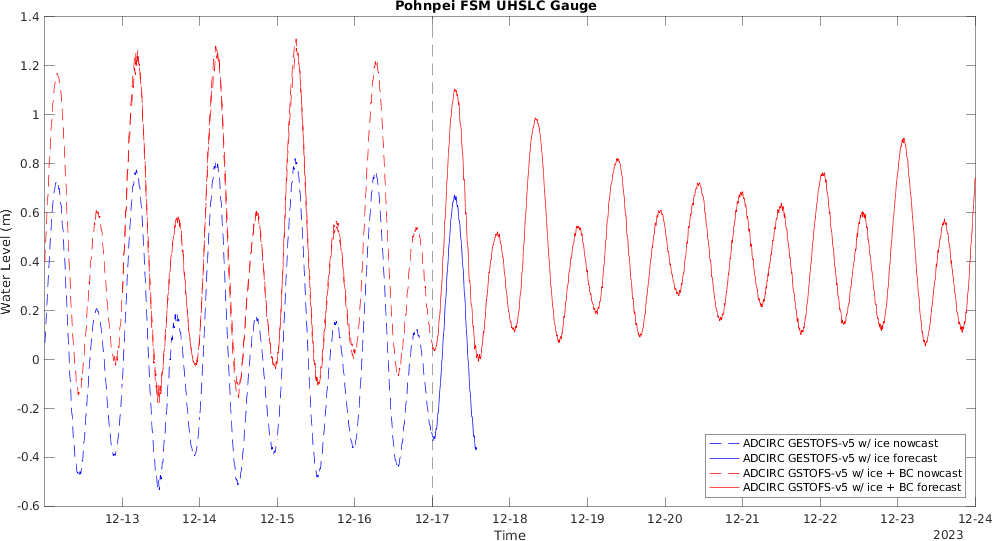 Pohnpei FSM UHSLC Gauge
1.4
1.2
1
0.8
0.6
0.4
0.2
0
-0.2
-0.4
-0.6
Water Level (m)
ADCIRC GESTOFS-v5 w/ ice nowcast
ADCIRC GESTOFS-v5 w/ ice forecast
ADCIRC GSTOFS-v5 w/ ice + BC nowcast
ADCIRC GSTOFS-v5 w/ ice + BC forecast
12-13 12-14 12-15 12-16 12-17 12-18 12-19 12-20 12-21 12-22 12-23 12-24
Time
2023